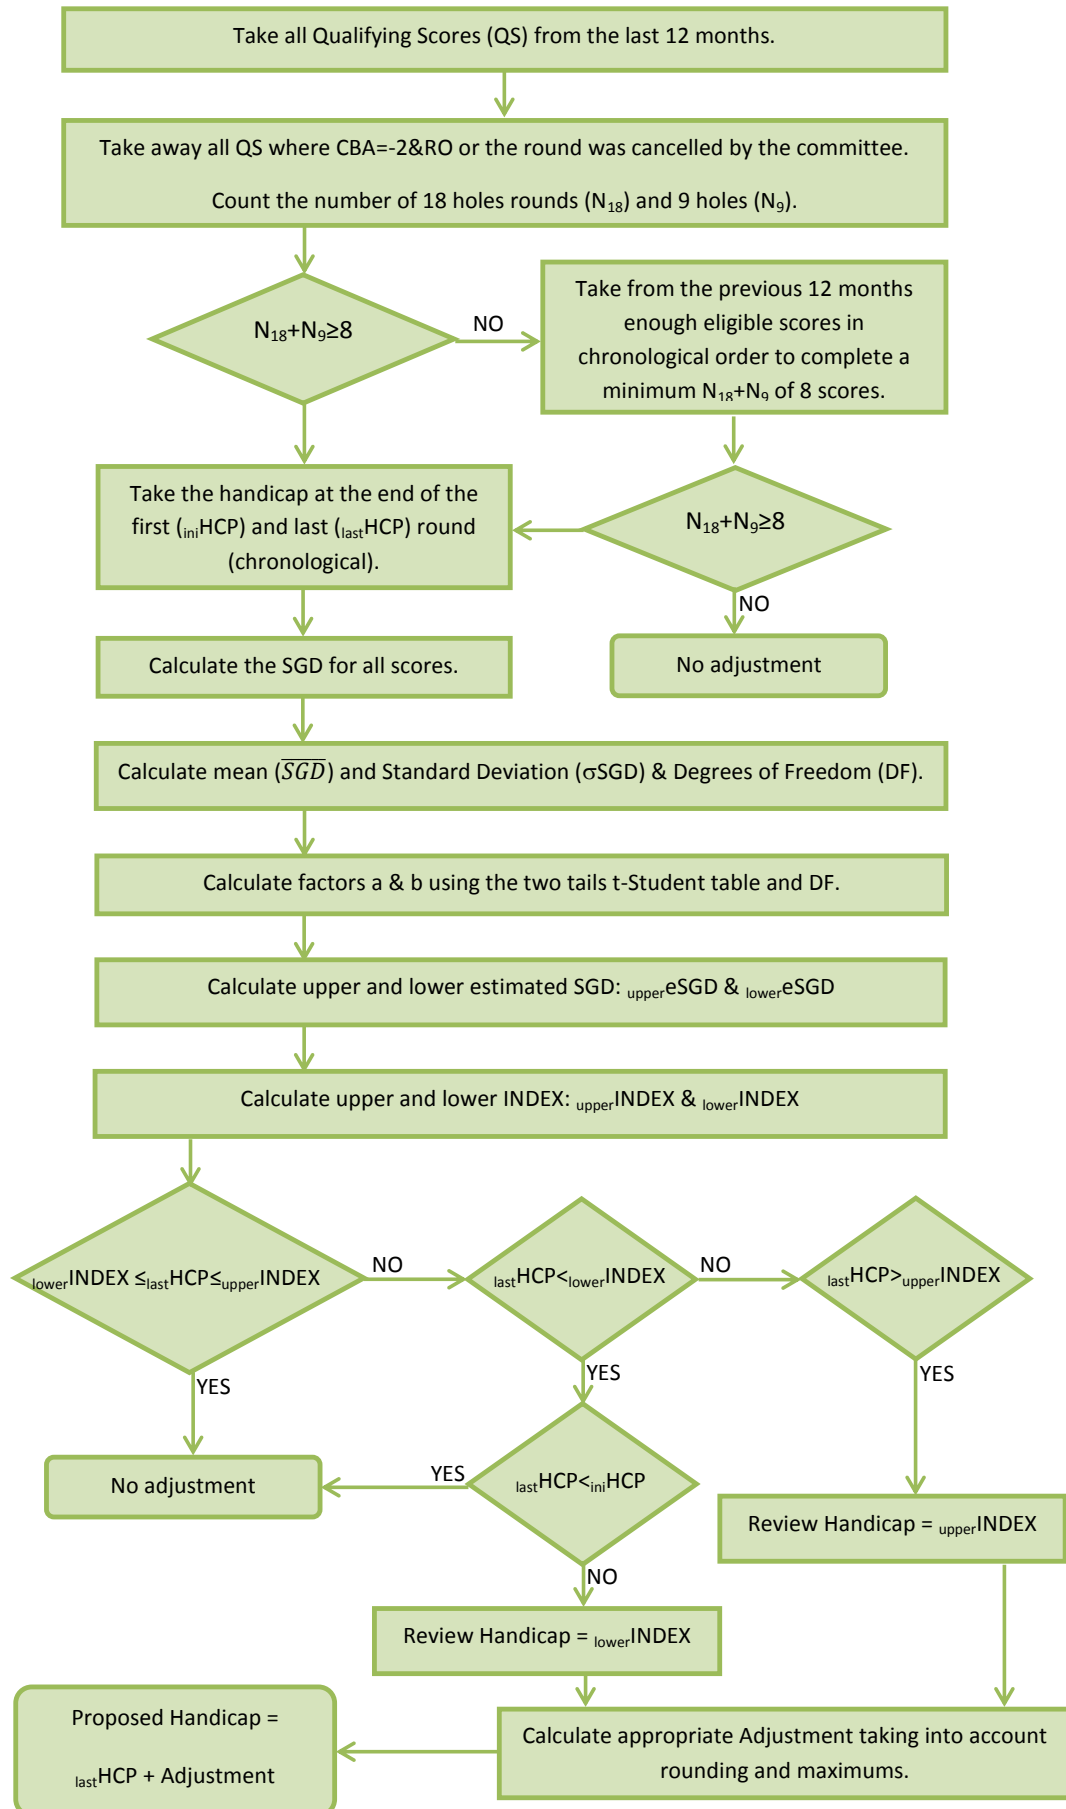 Take all Qualifying Scores (QS) from the last 12 months.
Take away all QS where CBA=-2&RO or the round was cancelled by the committee.
Count the number of 18 holes rounds (N₁₈) and 9 holes (N₉).
N₁₈+N₉≥8
NO
Take from the previous 12 months
enough eligible scores in
chronological order to complete a
minimum N₁₈+N₉ of 8 scores.
Take the handicap at the end of the
first (iniHCP) and last (lastHCP) round
(chronological).
N₁₈+N₉≥8
NO
No adjustment
Calculate the SGD for all scores.
Calculate mean (S̅G̅D̅) and Standard Deviation (σSGD) & Degrees of Freedom (DF).
Calculate factors a & b using the two tails t-Student table and DF.
Calculate upper and lower estimated SGD: uppereSGD & lowereSGD
Calculate upper and lower INDEX: upperINDEX & lowerINDEX
lowerINDEX ≤lastHCP≤upperINDEX
NO
lastHCP<lowerINDEX
NO
lastHCP>upperINDEX
YES
YES
YES
No adjustment
YES
lastHCP<iniHCP
Review Handicap = upperINDEX
NO
Review Handicap = lowerINDEX
Proposed Handicap =
lastHCP + Adjustment
Calculate appropriate Adjustment taking into account
rounding and maximums.